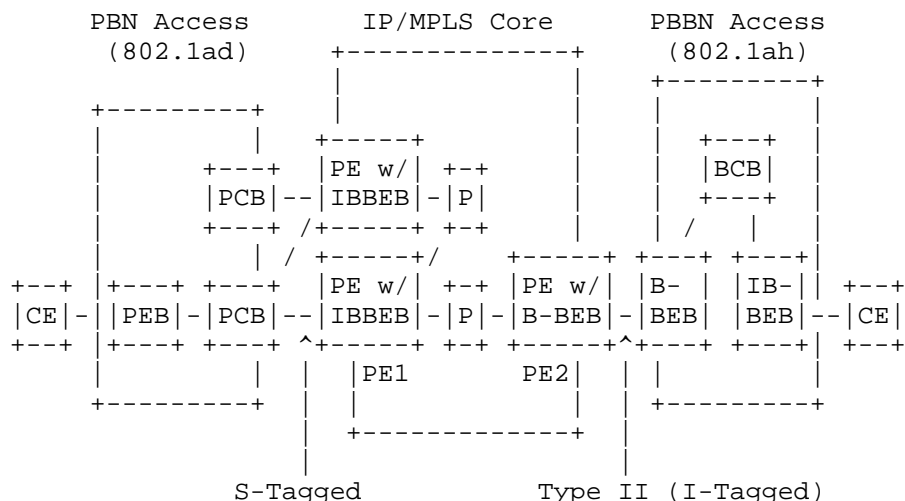 PBN Access IP/MPLS Core PBBN Access
(802.1ad) (802.1ah)
PE w/ BCB
PCB IBBEB P
PE w/ PE w/ B- IB-
CE PEB PCB IBBEB P B-BEB BEB BEB CE
PE1 PE2
S-Tagged Type II (I-Tagged)